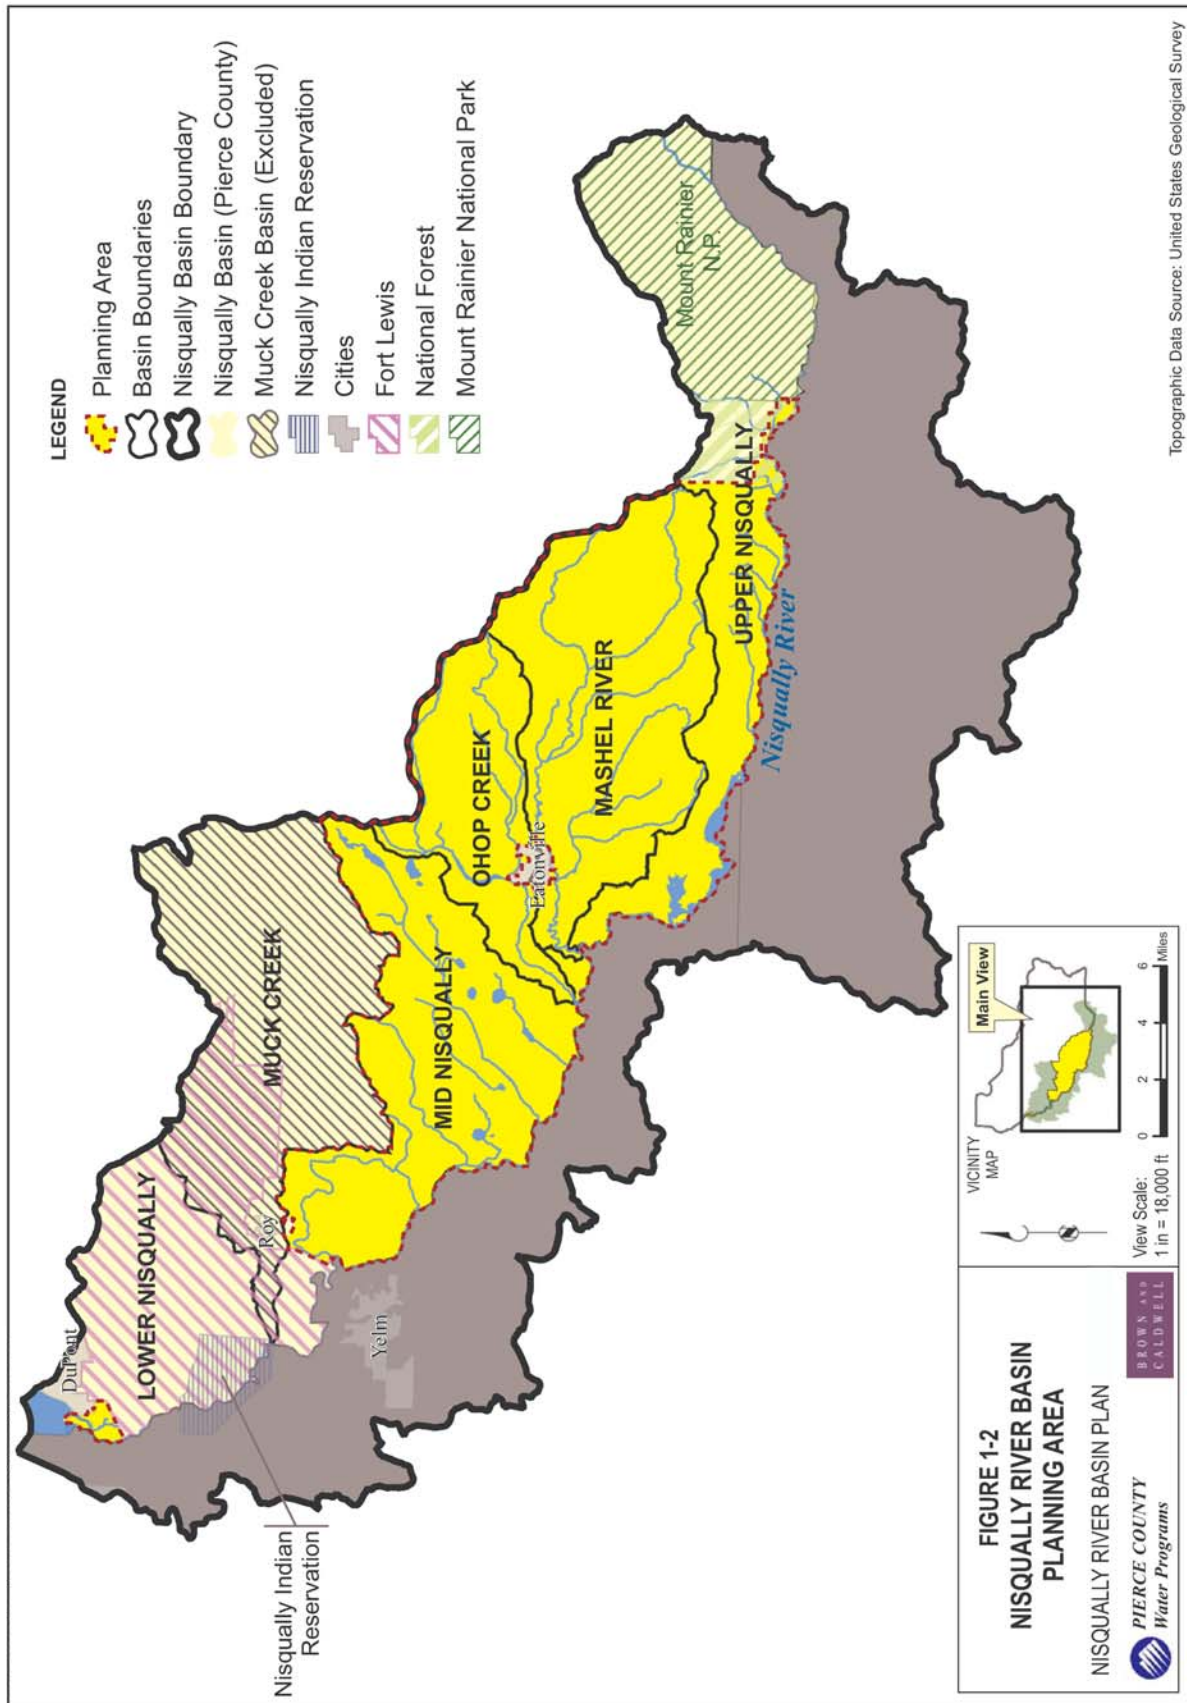 LEGEND
Planning Area
Basin Boundaries
Nisqually Basin Boundary
Nisqually Basin (Pierce County)
Muck Creek Basin (Excluded)
Nisqually Indian Reservation
Cities
Fort Lewis
National Forest
Mount Rainier National Park
DuPont
LOWER NISQUALLY
Roy
MUCK CREEK
Yelm
MID NISQUALLY
OHOP CREEK
Eatonville
MASHEL RIVER
UPPER NISQUALLY
Nisqually River
Mount Rainier
N.P.
Nisqually Indian
Reservation
FIGURE 1-2
NISQUALLY RIVER BASIN
PLANNING AREA
NISQUALLY RIVER BASIN PLAN
PIERCE COUNTY
Water Programs
BROWN AND
CALDWELL
VICINITY
MAP
Main View
N
View Scale:
1 in = 18,000 ft
0 2 4 6
Miles
Topographic Data Source: United States Geological Survey